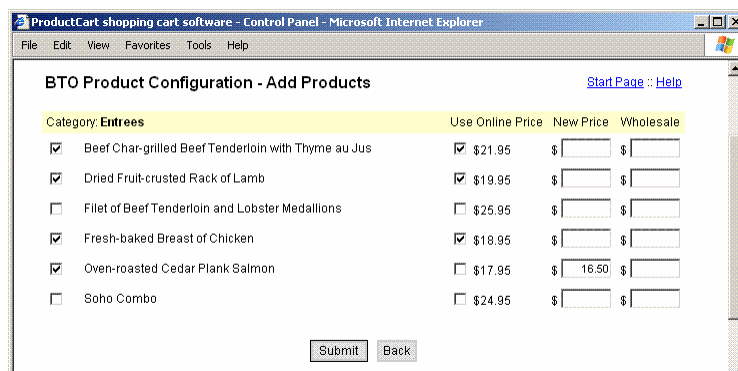 ProductCart shopping cart software - Control Panel - Microsoft Internet Explorer
File Edit View Favorites Tools Help
BTO Product Configuration - Add Products Start Page :: Help
Category: Entrees Use Online Price New Price Wholesale
Beef Char-grilled Beef Tenderloin with Thyme au Jus $21.95 $ $
Dried Fruit-crusted Rack of Lamb $19.95 $ $
Filet of Beef Tenderloin and Lobster Medallions $25.95 $ $
Fresh-baked Breast of Chicken $18.95 $ $
Oven-roasted Cedar Plank Salmon $17.95 $ 16.50 $
Soho Combo $24.95 $ $
Submit Back